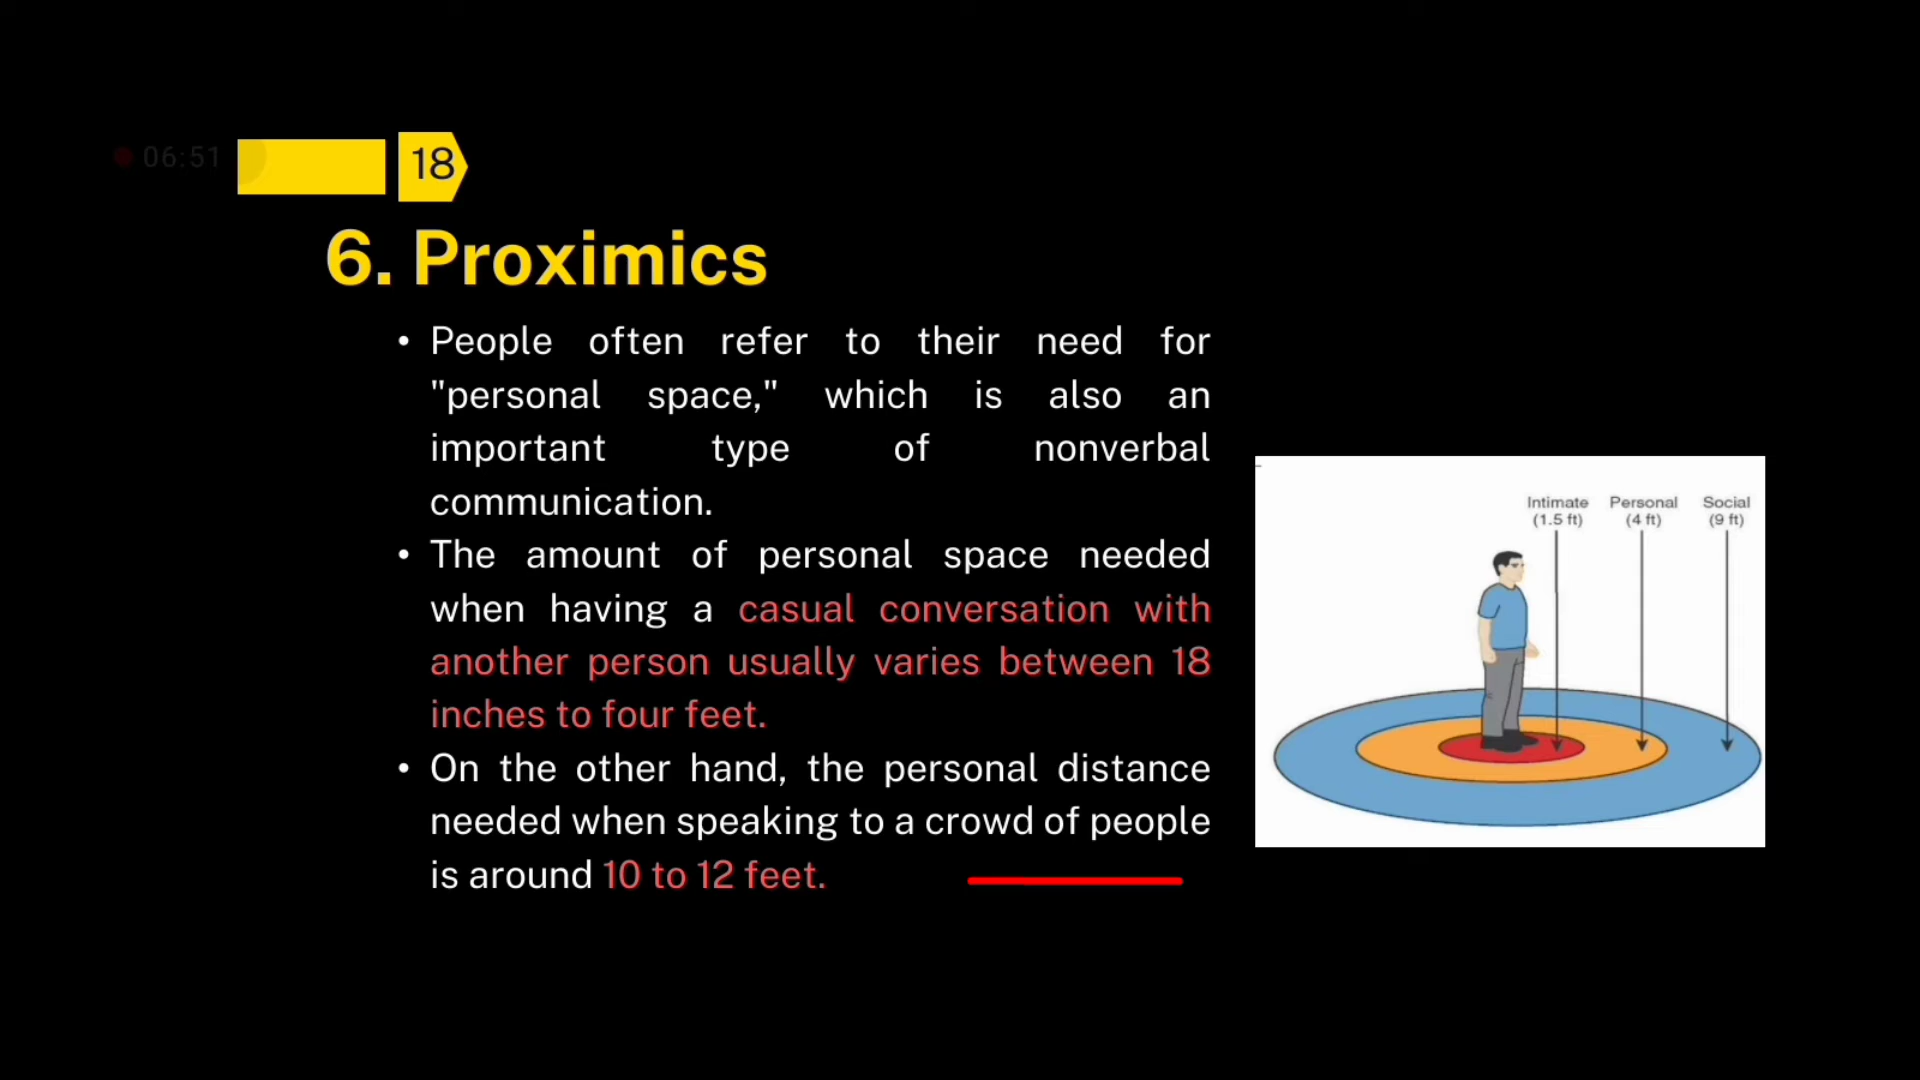 06:51
18
6. Proximics
• People often refer to their need for
"personal space," which is also an
important type of nonverbal
communication.
• The amount of personal space needed
when having a casual conversation with
another person usually varies between 18
inches to four feet.
• On the other hand, the personal distance
needed when speaking to a crowd of people
is around 10 to 12 feet.
Intimate Personal Social
(1.5 ft) (4 ft) (9 ft)